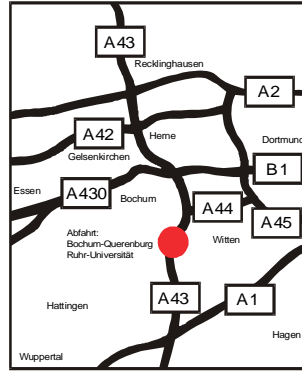 A43
Recklinghausen
A2
A42
Herne
Dortmund
Gelsenkirchen
B1
Essen
A430
Bochum
A44
A45
Abfahrt:
Bochum-Querenburg
Ruhr-Universität
Witten
A43
A1
Hattingen
Hagen
Wuppertal